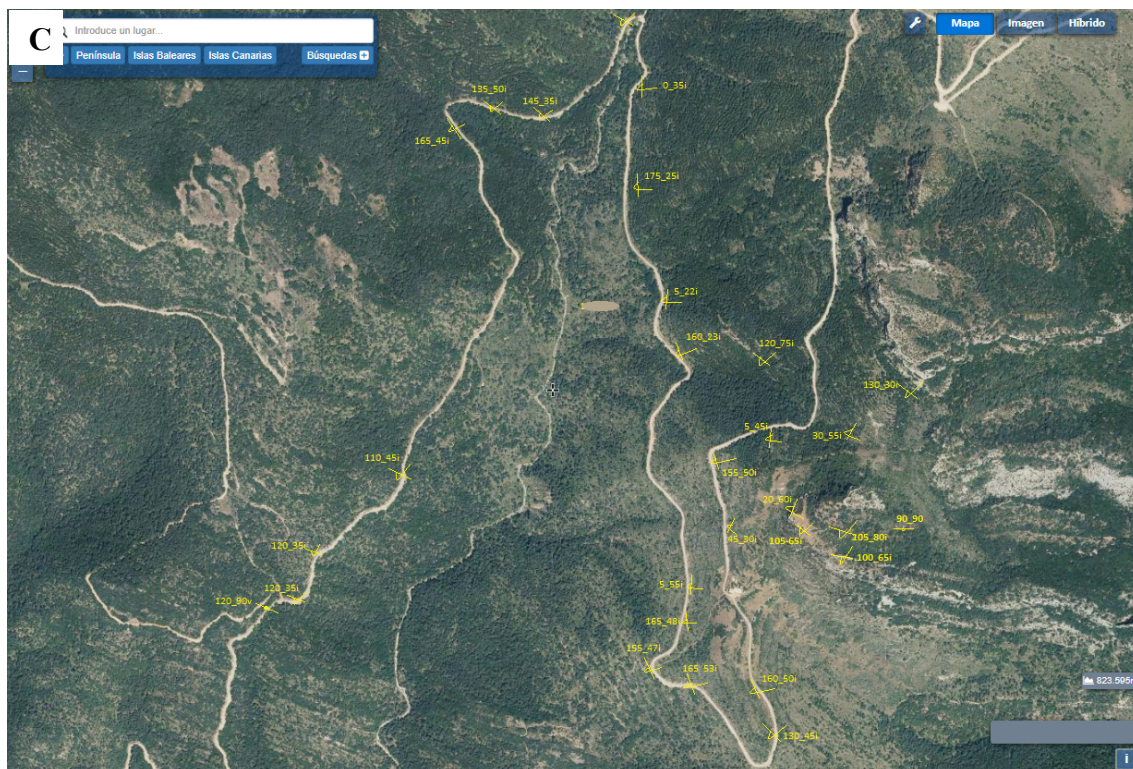 C
Introduce un lugar...
Península Islas Baleares Islas Canarias Búsquedas
Mapa Imagen Híbrido
135_50i
145_35i
0_35i
165_45i
175_25i
5_22i
160_23i
120_75i
130_30i
5_45i
30_55i
110_45i
155_50i
20_60i
90_90
45_30i
105-65i
105_80i
120_35i
100_65i
120_35i
5_55i
120_90v
165_48i
155_47i
165_53i
823.595m
160_50i
130_45i
i